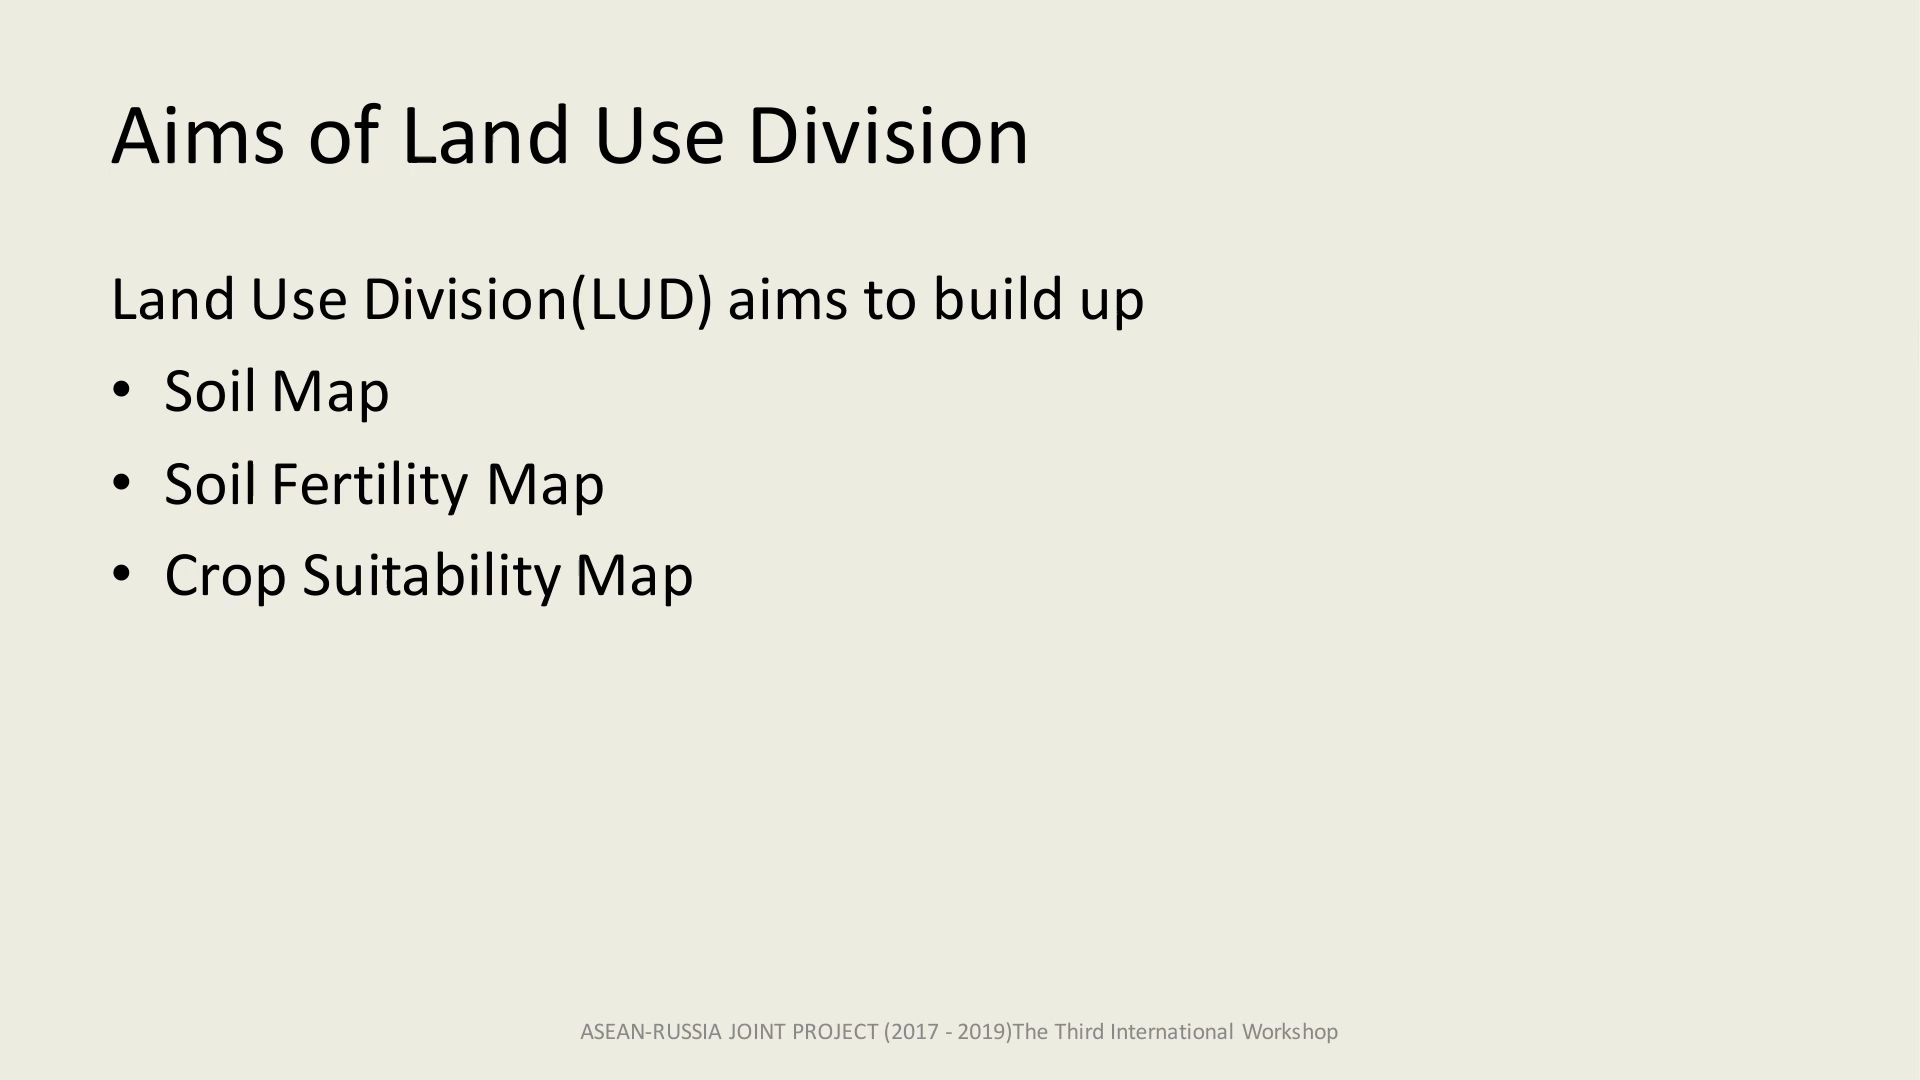 Aims of Land Use Division
Land Use Division(LUD) aims to build up
• Soil Map
• Soil Fertility Map
• Crop Suitability Map
ASEAN-RUSSIA JOINT PROJECT (2017 - 2019)The Third International Workshop